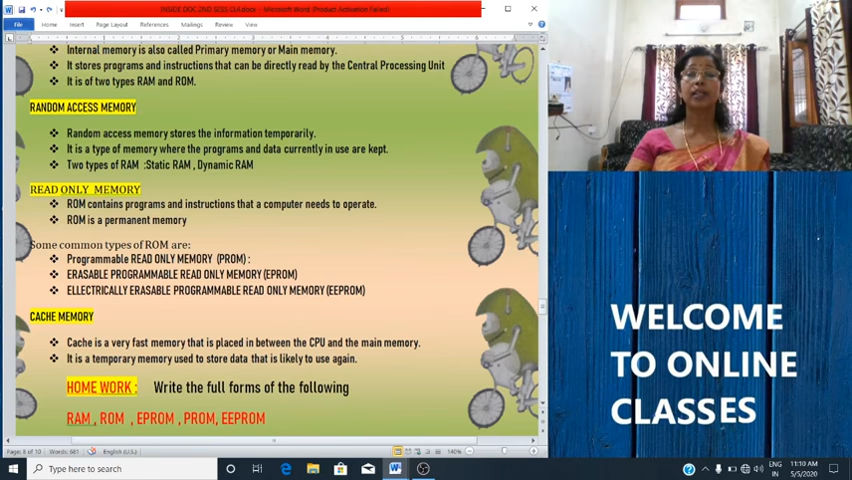 INSIDE DOC 2ND SESS CL4.docx - Microsoft Word (Product Activation Failed)
File Home Insert Page Layout References Mailings Review View
Internal memory is also called Primary memory or Main memory.
It stores programs and instructions that can be directly read by the Central Processing Unit
It is of two types RAM and ROM.
RANDOM ACCESS MEMORY
Random access memory stores the information temporarily.
It is a type of memory where the programs and data currently in use are kept.
Two types of RAM :Static RAM , Dynamic RAM
READ ONLY MEMORY
ROM contains programs and instructions that a computer needs to operate.
ROM is a permanent memory
Some common types of ROM are:
Programmable READ ONLY MEMORY (PROM) :
ERASABLE PROGRAMMABLE READ ONLY MEMORY (EPROM)
ELLECTRICALLY ERASABLE PROGRAMMABLE READ ONLY MEMORY (EEPROM)
CACHE MEMORY
Cache is a very fast memory that is placed in between the CPU and the main memory.
It is a temporary memory used to store data that is likely to use again.
HOME WORK : Write the full forms of the following
RAM , ROM , EPROM , PROM, EEPROM
WELCOME
TO ONLINE
CLASSES
Page: 8 of 10 Words: 681 English (U.S.) 140%
Type here to search
ENG
IN
11:10 AM
5/5/2020